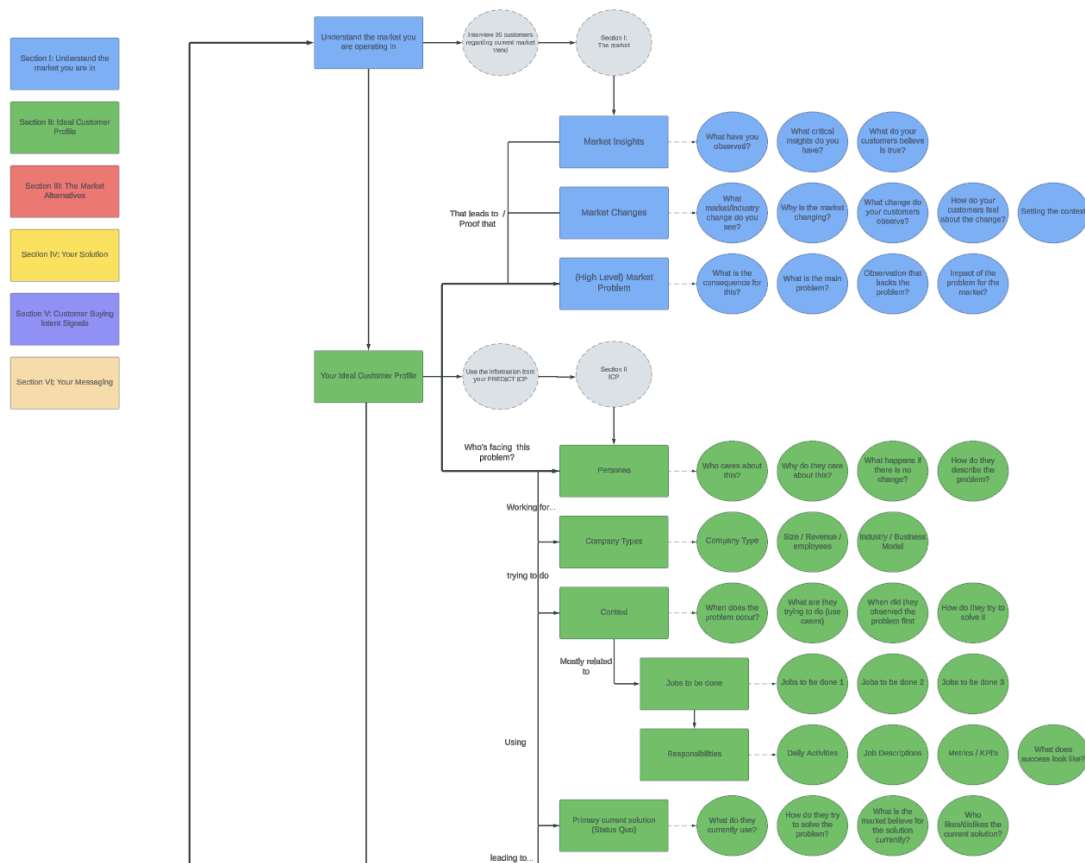 Section I: Understand the
market you are in
Section II: Ideal Customer
Profile
Section III: The Market
Alternatives
Section IV; Your Solution
Section V: Customer Buying
Intent Signals
Section VI; Your Messaging
Understand the market you
are operating in
Interview 20 customers
regarding current market
trend
Section I:
The market
Market Insights
What have you
observed?
What critical
insights do you
have?
What do your
customers believe
is true?
That leads to /
Proof that
Market Changes
What
market/industry
change do you
see?
Why is the market
changing?
What change do
your customers
observe?
How do your
customers feel
about the change?
Setting the context
(High Level) Market
Problem
What is the
consequence for
this?
What is the main
problem?
Observation that
backs the
problem?
Impact of the
problem for the
market?
Your Ideal Customer Profile
Use the information from
your PREDICT ICP
Section II
ICP
Who's facing this
problem?
Personas
Who cares about
this?
Why do they care
about this?
What happens if
there is no
change?
How do they
describe the
problem?
Working for...
Company Types
Company Type
Size / Revenue /
employees
Industry / Business
Model
trying to do
Context
When does the
problem occur?
What are they
trying to do (use
cases)
When did they
observed the
problem first
How do they try to
solve it
Mostly related
to
Jobs to be done
Jobs to be done 1
Jobs to be done 2
Jobs to be done 3
Using
Responsibilities
Daily Activities
Job Descriptions
Metrics / KPI's
What does
success look like?
Primary current solution
(Status Quo)
What do they
currently use?
How do they try
to solve the
problem?
What is the
market believe for
the solution
currently?
Who
likes/dislikes the
current solution?
leading to...